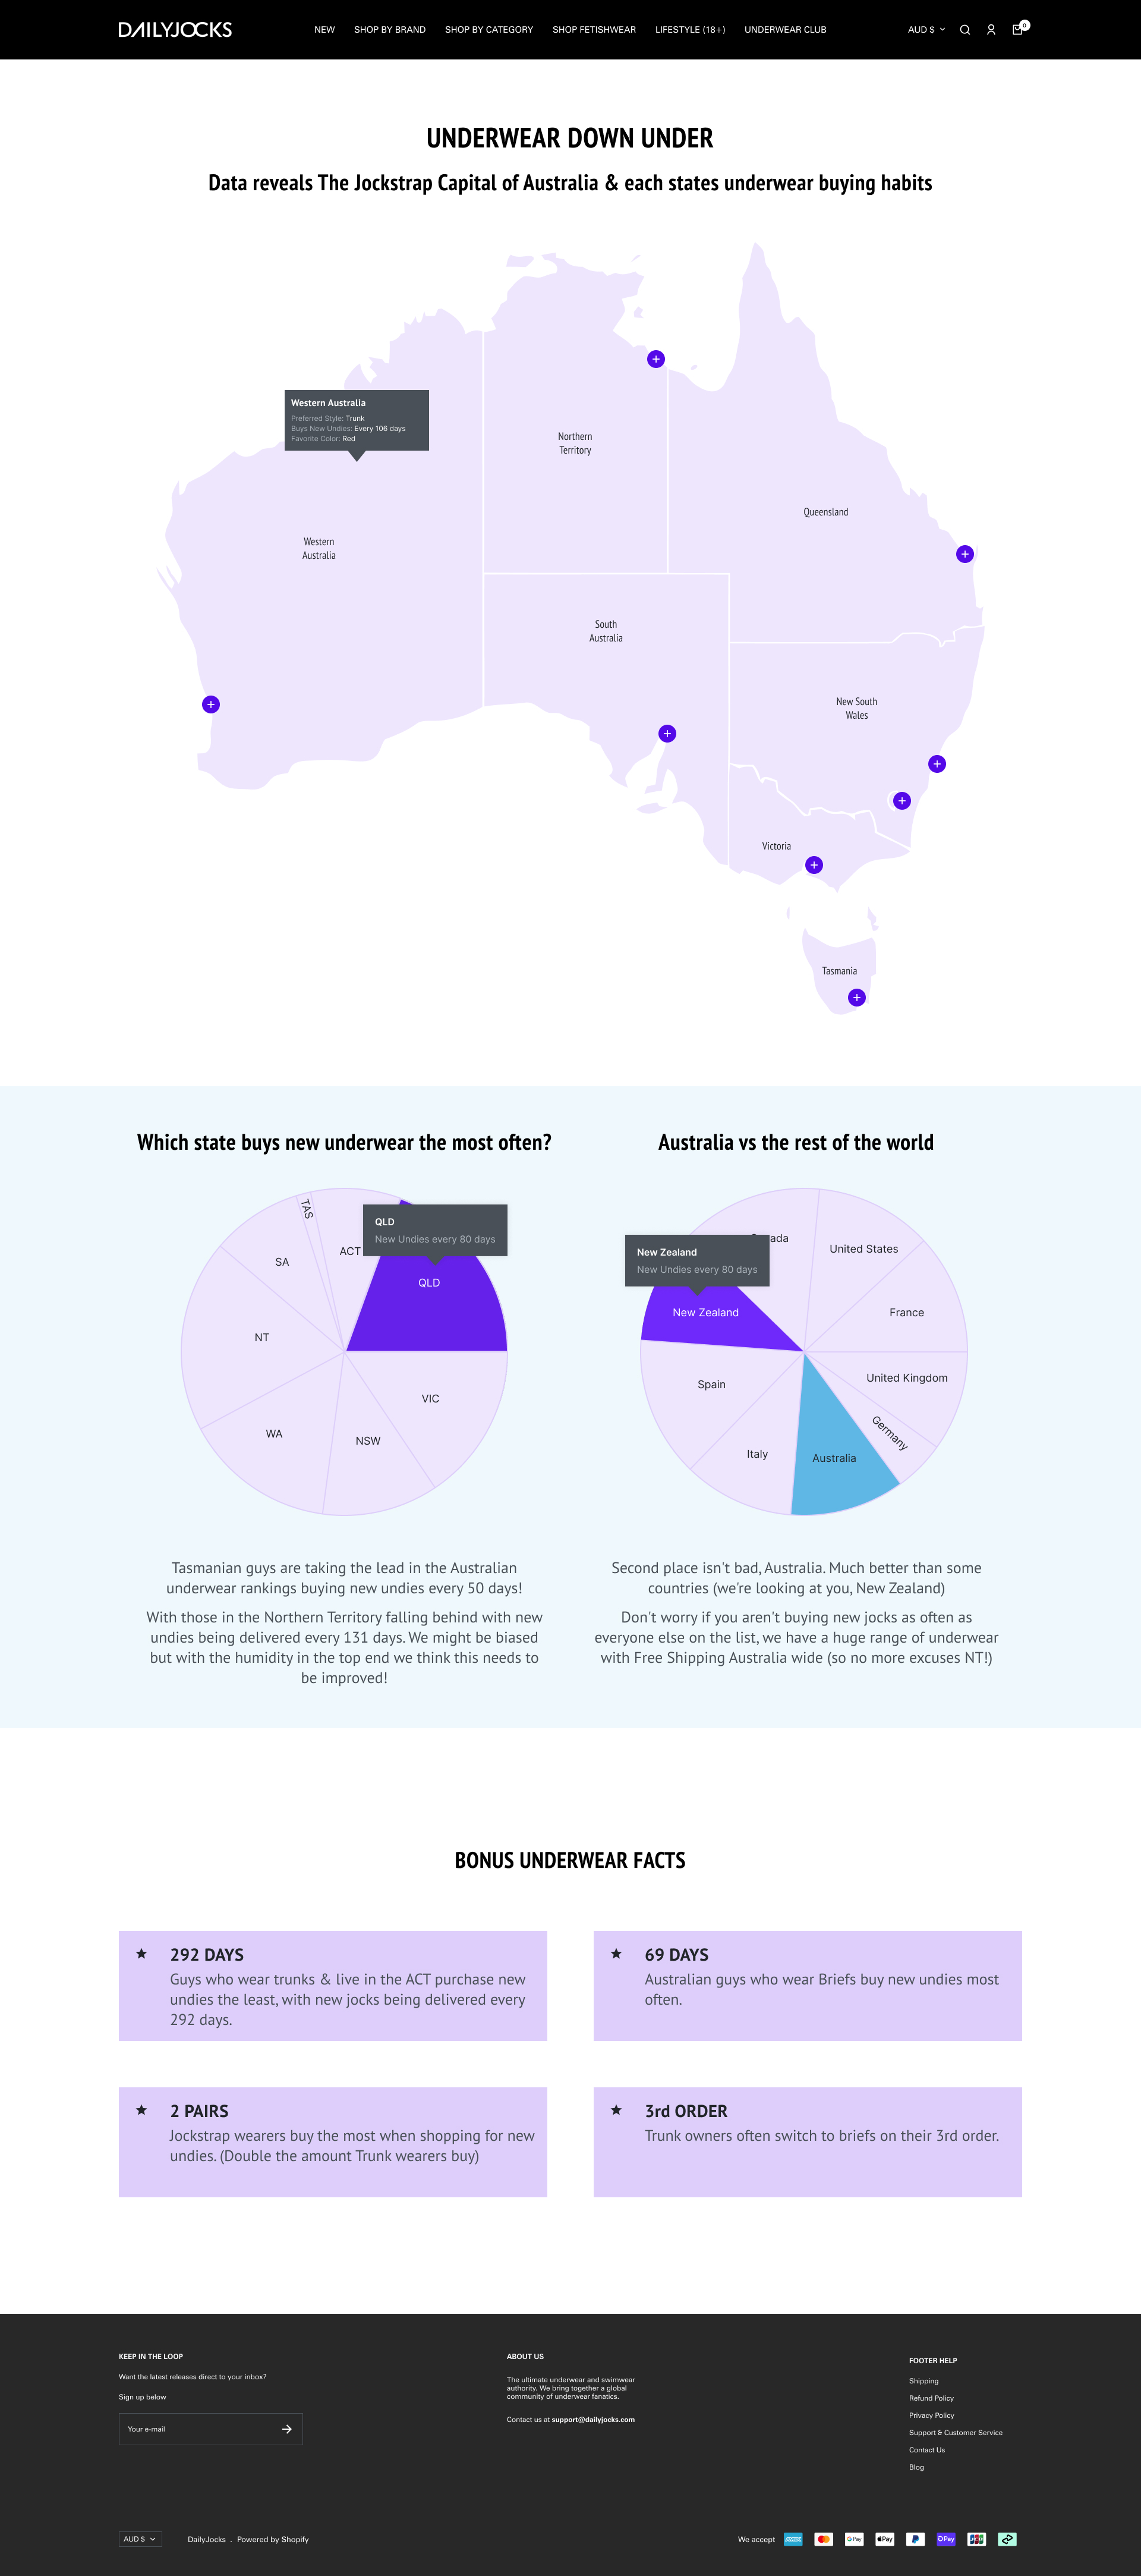 DAILYJOCKS
NEW
SHOP BY BRAND
SHOP BY CATEGORY
SHOP FETISHWEAR
LIFESTYLE (18+)
UNDERWEAR CLUB
AUD $
0
UNDERWEAR DOWN UNDER
Data reveals The Jockstrap Capital of Australia & each states underwear buying habits
Western Australia
Preferred Style: Trunk
Buys New Undies: Every 106 days
Favorite Color: Red
Northern
Territory
Queensland
Western
Australia
South
Australia
New South
Wales
Victoria
Tasmania
Which state buys new underwear the most often?
TAS
ACT
SA
NT
WA
NSW
VIC
QLD
New Undies every 80 days
QLD
Tasmanian guys are taking the lead in the Australian
underwear rankings buying new undies every 50 days!
With those in the Northern Territory falling behind with new
undies being delivered every 131 days. We might be biased
but with the humidity in the top end we think this needs to
be improved!
Australia vs the rest of the world
ada
United States
New Zealand
New Undies every 80 days
New Zealand
France
United Kingdom
Spain
Germany
Italy
Australia
Second place isn't bad, Australia. Much better than some
countries (we're looking at you, New Zealand)
Don't worry if you aren't buying new jocks as often as
everyone else on the list, we have a huge range of underwear
with Free Shipping Australia wide (so no more excuses NT!)
BONUS UNDERWEAR FACTS
292 DAYS
Guys who wear trunks & live in the ACT purchase new
undies the least, with new jocks being delivered every
292 days.
69 DAYS
Australian guys who wear Briefs buy new undies most
often.
2 PAIRS
Jockstrap wearers buy the most when shopping for new
undies. (Double the amount Trunk wearers buy)
3rd ORDER
Trunk owners often switch to briefs on their 3rd order.
KEEP IN THE LOOP
Want the latest releases direct to your inbox?
Sign up below
Your e-mail
ABOUT US
The ultimate underwear and swimwear
authority. We bring together a global
community of underwear fanatics.
Contact us at support@dailyjocks.com
FOOTER HELP
Shipping
Refund Policy
Privacy Policy
Support & Customer Service
Contact Us
Blog
AUD $
DailyJocks . Powered by Shopify
We accept
G Pay
Pay
Pay
JCB